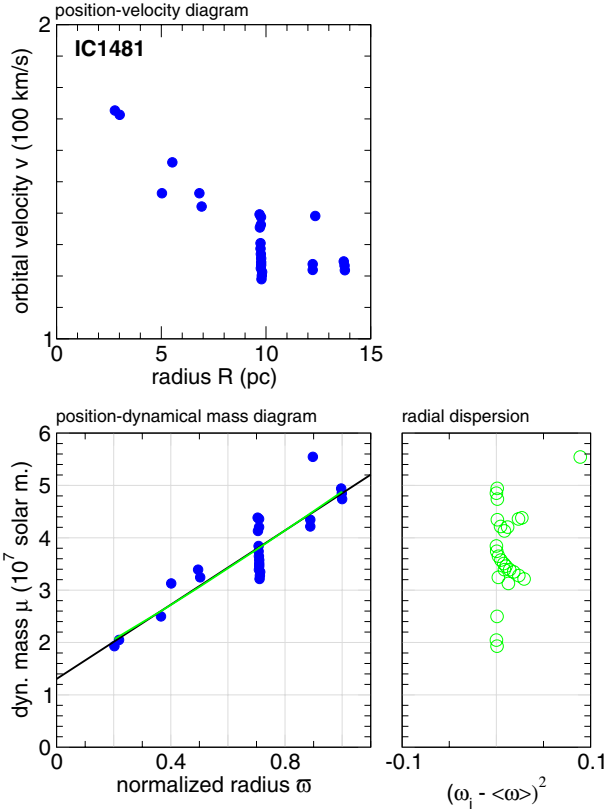 position-velocity diagram
IC1481
orbital velocity v (100 km/s)
2
1
0 5 10 15
radius R (pc)
position-dynamical mass diagram
dyn. mass μ (10^7 solar m.)
6
5
4
3
2
1
0
0 0.4 0.8
normalized radius ϖ
radial dispersion
-0.1 0.1
(ω_i - <ω>)^2